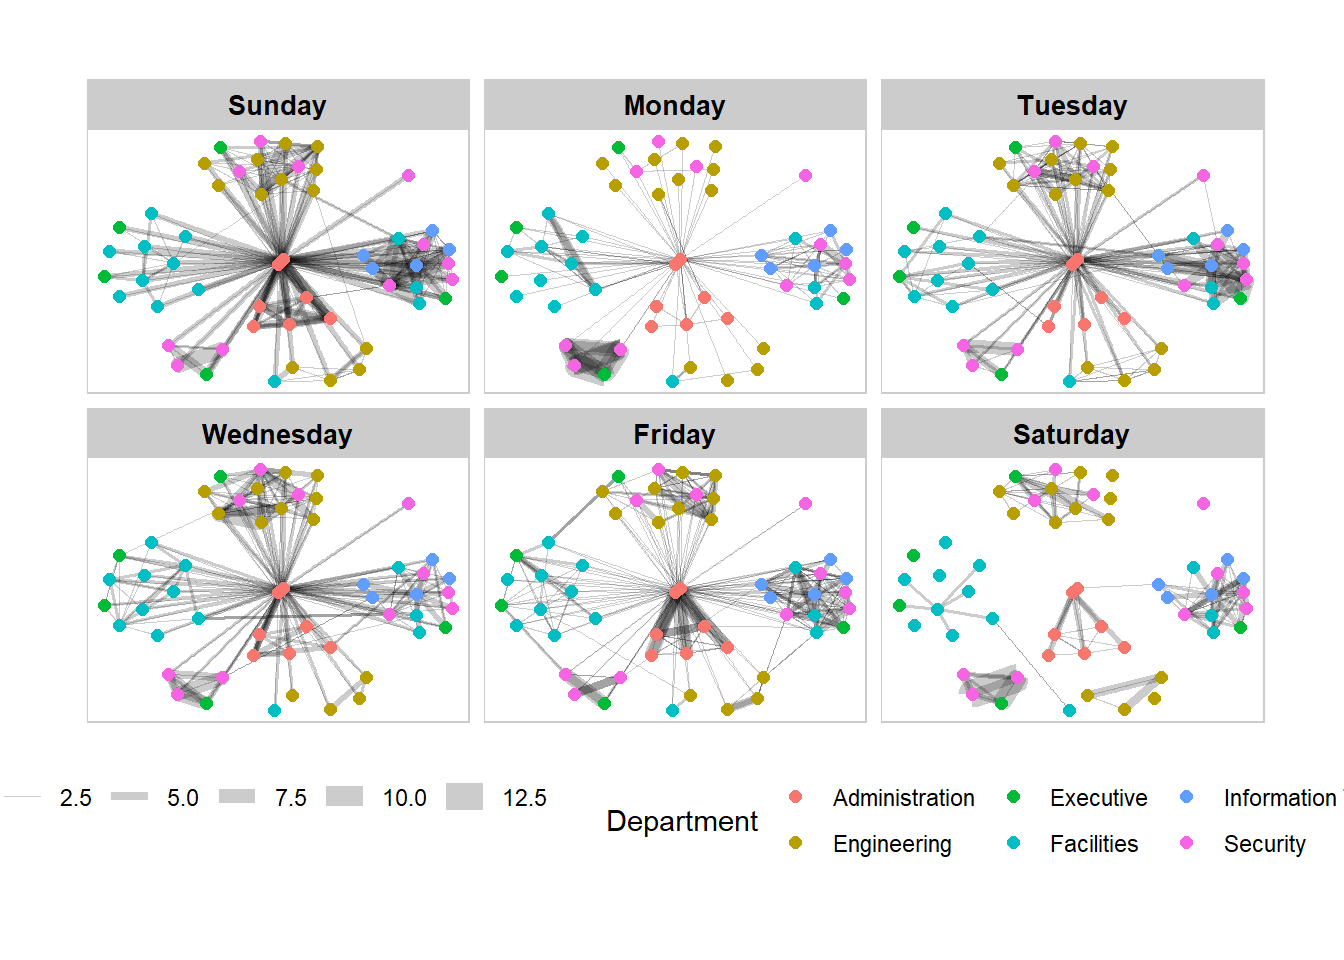 Sunday Monday Tuesday
Wednesday Friday Saturday
2.5 5.0 7.5 10.0 12.5
Department
Administration Executive Information
Engineering Facilities Security